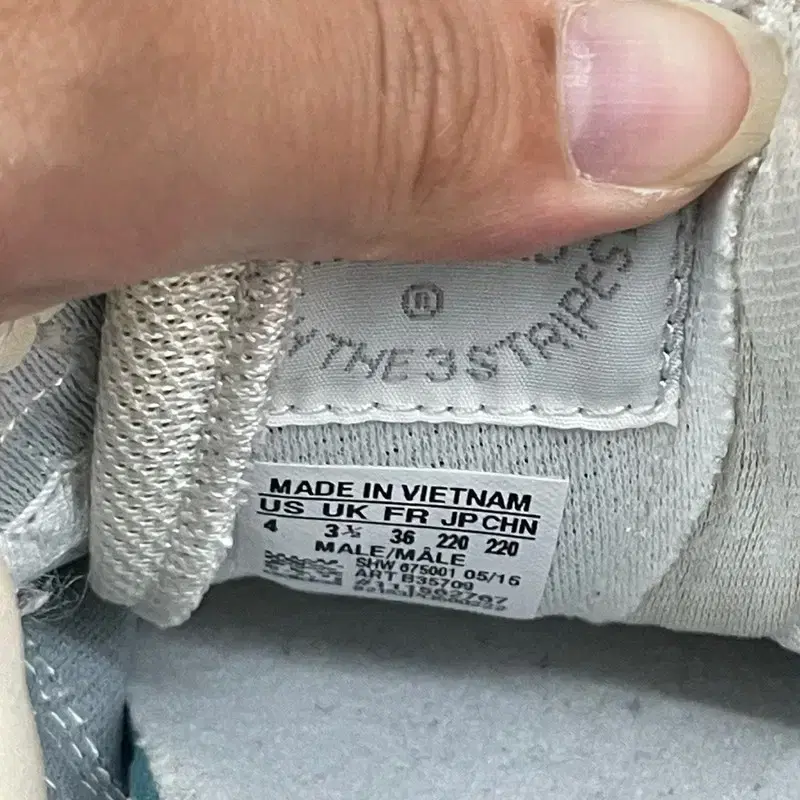 ®
THE 3 STRIPES
MADE IN VIETNAM
US UK FR JP CHN
4 3½ 36 220 220
MALE/MÂLE
SHW 675001 05/15
ART B35709